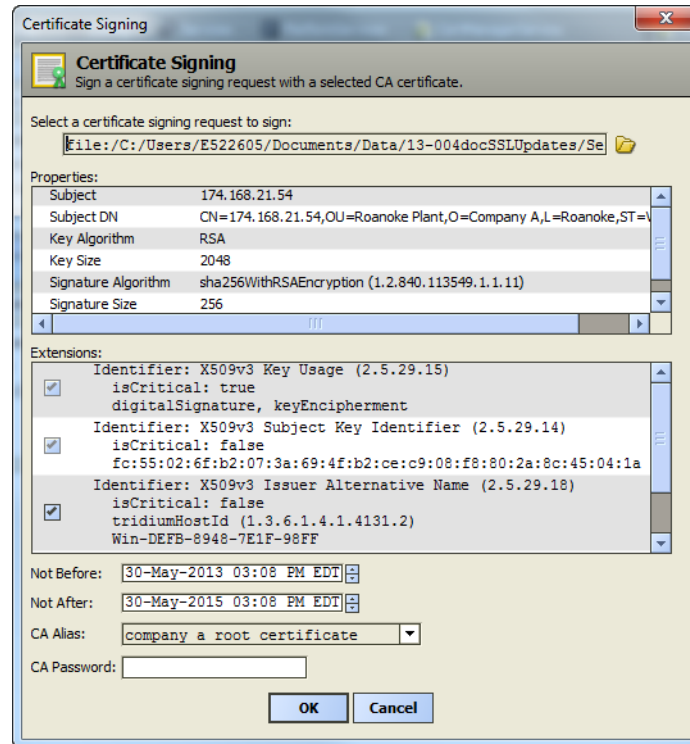 Certificate Signing
Certificate Signing
Sign a certificate signing request with a selected CA certificate.
Select a certificate signing request to sign:
file:/C:/Users/E522605/Documents/Data/13-004docSSLUpdates/Se
Properties:
Subject 174.168.21.54
Subject DN CN=174.168.21.54,OU=Roanoke Plant,O=Company A,L=Roanoke,ST=
Key Algorithm RSA
Key Size 2048
Signature Algorithm sha256WithRSAEncryption (1.2.840.113549.1.1.11)
Signature Size 256
Extensions:
Identifier: X509v3 Key Usage (2.5.29.15)
isCritical: true
digitalSignature, keyEncipherment
Identifier: X509v3 Subject Key Identifier (2.5.29.14)
isCritical: false
fc:55:02:6f:b2:07:3a:69:4f:b2:ce:c9:08:f8:80:2a:8c:45:04:1a
Identifier: X509v3 Issuer Alternative Name (2.5.29.18)
isCritical: false
tridiumHostId (1.3.6.1.4.1.4131.2)
Win-DEFB-8948-7E1F-98FF
Not Before: 30-May-2013 03:08 PM EDT
Not After: 30-May-2015 03:08 PM EDT
CA Alias: company a root certificate
CA Password:
OK Cancel